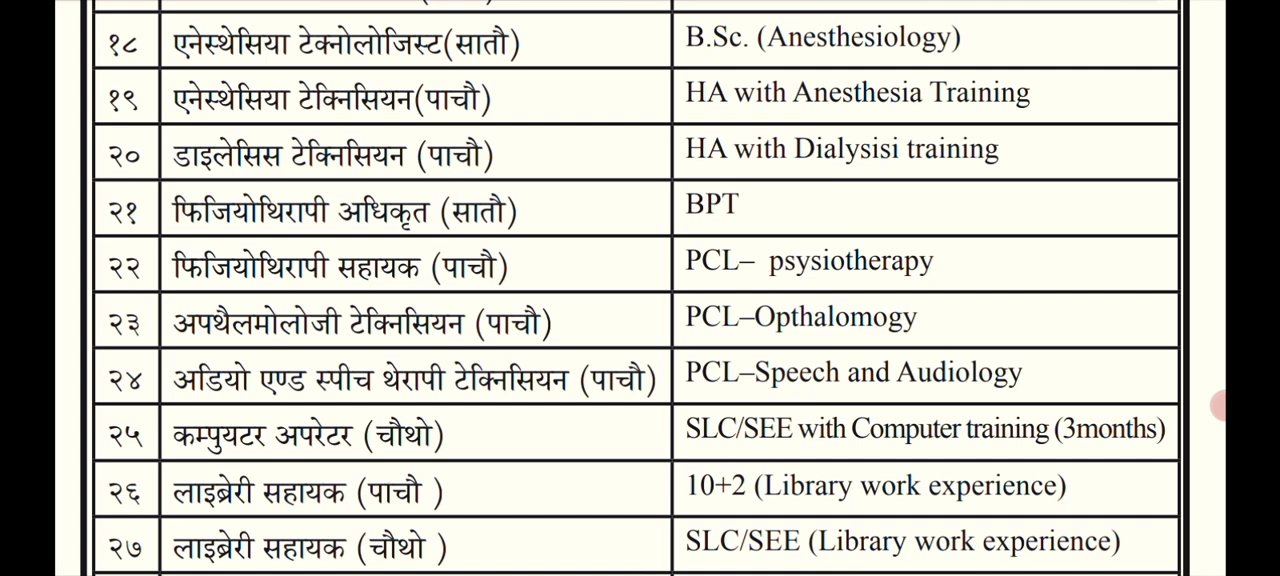 १८ एनेस्थेसिया टेक्नोलोजिस्ट(सातौ) B.Sc. (Anesthesiology)
१९ एनेस्थेसिया टेक्निसियन(पाचौ) HA with Anesthesia Training
२० डाइलेसिस टेक्निसियन (पाचौ) HA with Dialysisi training
२१ फिजियोथिरापी अधिकृत (सातौ) BPT
२२ फिजियोथिरापी सहायक (पाचौ) PCL– psysiotherapy
२३ अपथैलमोलोजी टेक्निसियन (पाचौ) PCL–Opthalomogy
२४ अडियो एण्ड स्पीच थेरापी टेक्निसियन (पाचौ) PCL–Speech and Audiology
२५ कम्पुयटर अपरेटर (चौथो) SLC/SEE with Computer training (3months)
२६ लाइब्रेरी सहायक (पाचौ ) 10+2 (Library work experience)
२७ लाइब्रेरी सहायक (चौथो ) SLC/SEE (Library work experience)